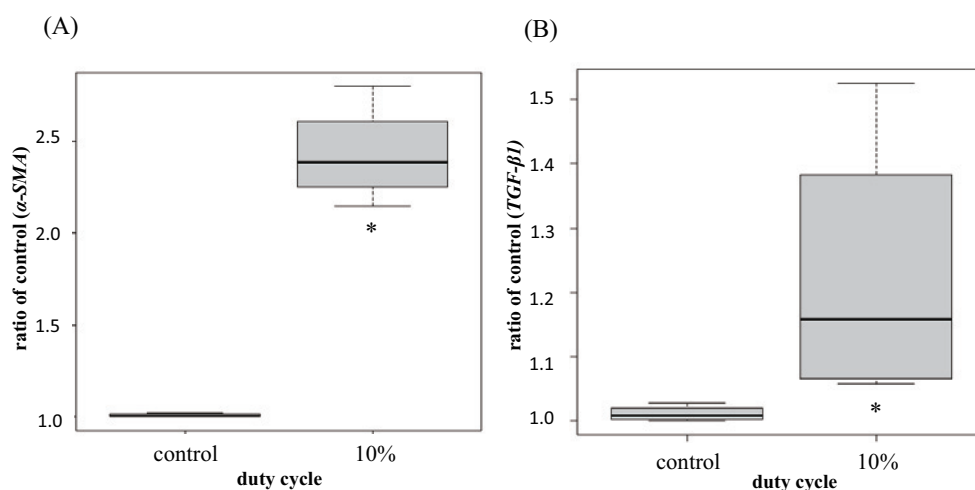 (A)
ratio of control (α-SMA)
2.5
2.0
1.5
1.0
*
control
10%
duty cycle
(B)
ratio of control (TGF-β1)
1.5
1.4
1.3
1.2
1.1
1.0
*
control
10%
duty cycle